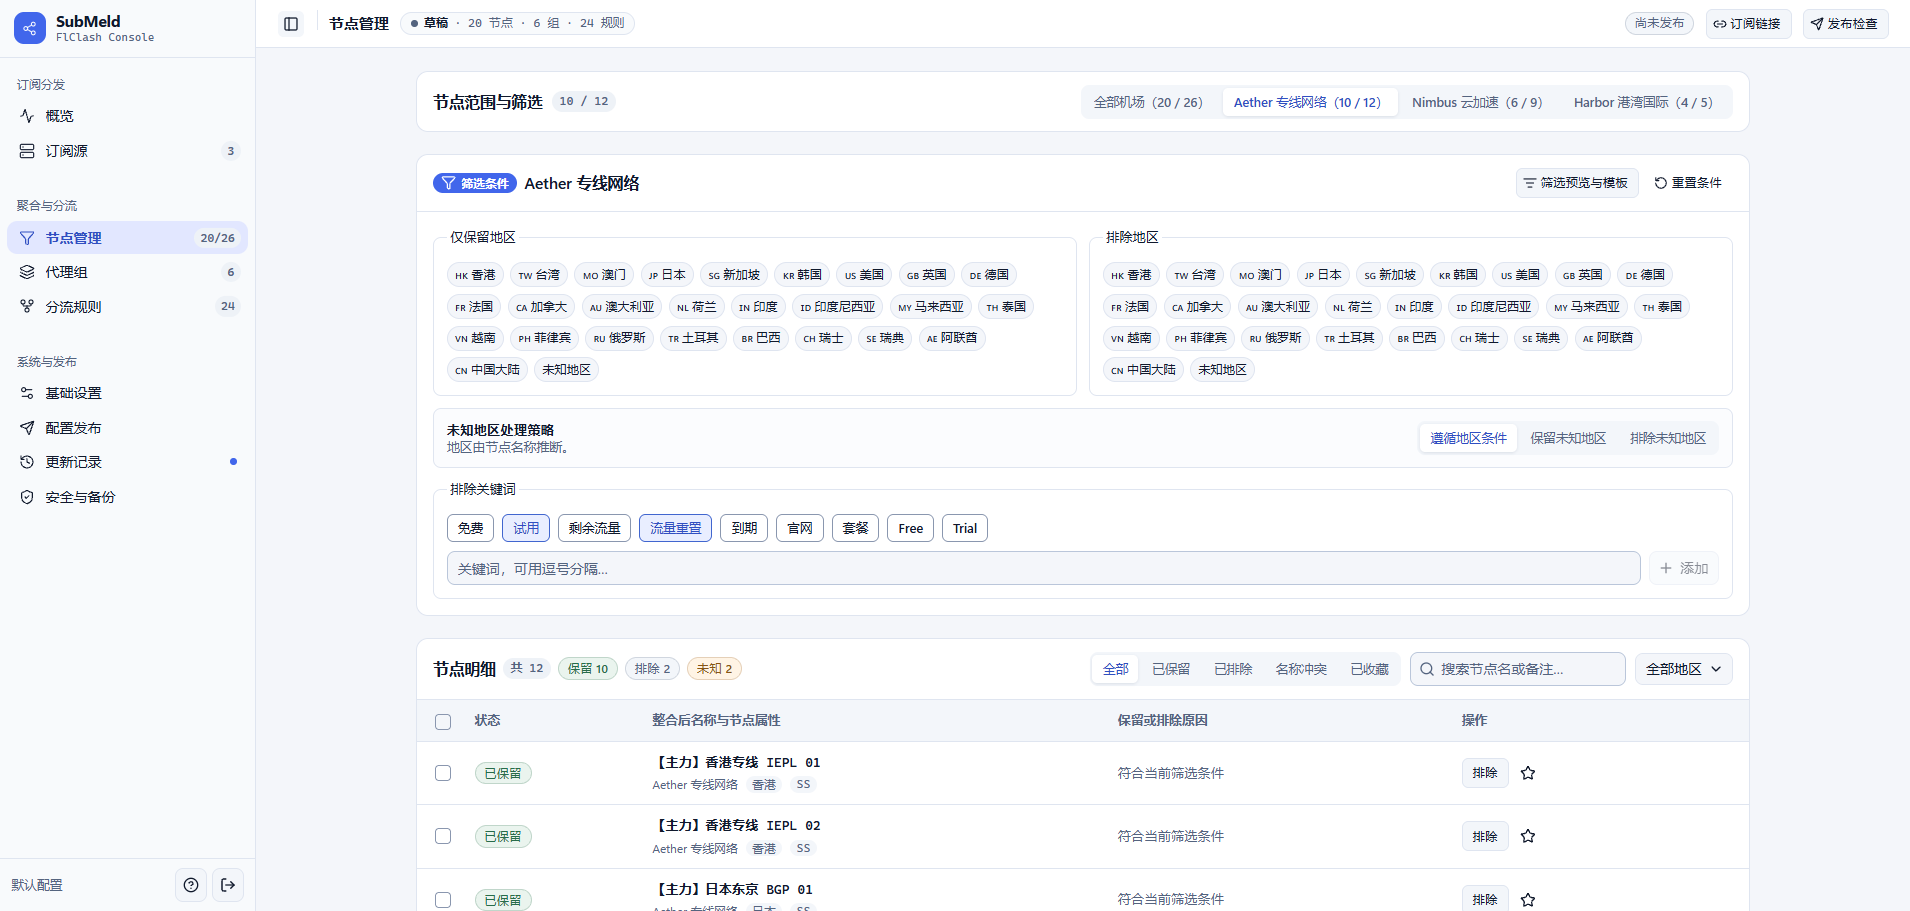 SubMeld
FlClash Console
订阅分发
概览
订阅源 3
聚合与分流
节点管理 20/26
代理组 6
分流规则 24
系统与发布
基础设置
配置发布
更新记录
安全与备份
默认配置
节点管理 草稿 · 20 节点 · 6 组 · 24 规则 尚未发布 订阅链接 发布检查
节点范围与筛选 10 / 12 全部机场（20 / 26） Aether 专线网络（10 / 12） Nimbus 云加速（6 / 9） Harbor 港湾国际（4 / 5）
筛选条件 Aether 专线网络 筛选预览与模板 重置条件
仅保留地区
HK 香港 TW 台湾 MO 澳门 JP 日本 SG 新加坡 KR 韩国 US 美国 GB 英国 DE 德国
FR 法国 CA 加拿大 AU 澳大利亚 NL 荷兰 IN 印度 ID 印度尼西亚 MY 马来西亚 TH 泰国
VN 越南 PH 菲律宾 RU 俄罗斯 TR 土耳其 BR 巴西 CH 瑞士 SE 瑞典 AE 阿联酋
CN 中国大陆 未知地区
排除地区
HK 香港 TW 台湾 MO 澳门 JP 日本 SG 新加坡 KR 韩国 US 美国 GB 英国 DE 德国
FR 法国 CA 加拿大 AU 澳大利亚 NL 荷兰 IN 印度 ID 印度尼西亚 MY 马来西亚 TH 泰国
VN 越南 PH 菲律宾 RU 俄罗斯 TR 土耳其 BR 巴西 CH 瑞士 SE 瑞典 AE 阿联酋
CN 中国大陆 未知地区
未知地区处理策略
地区由节点名称推断。
遵循地区条件 保留未知地区 排除未知地区
排除关键词
免费 试用 剩余流量 流量重置 到期 官网 套餐 Free Trial
关键词，可用逗号分隔... 添加
节点明细 共 12 保留 10 排除 2 未知 2 全部 已保留 已排除 名称冲突 已收藏 搜索节点名或备注... 全部地区
状态 整合后名称与节点属性 保留或排除原因 操作
已保留 【主力】香港专线 IEPL 01 符合当前筛选条件 排除
Aether 专线网络 香港 SS
已保留 【主力】香港专线 IEPL 02 符合当前筛选条件 排除
Aether 专线网络 香港 SS
已保留 【主力】日本东京 BGP 01 符合当前筛选条件 排除
Aether 专线网络 日本 SS